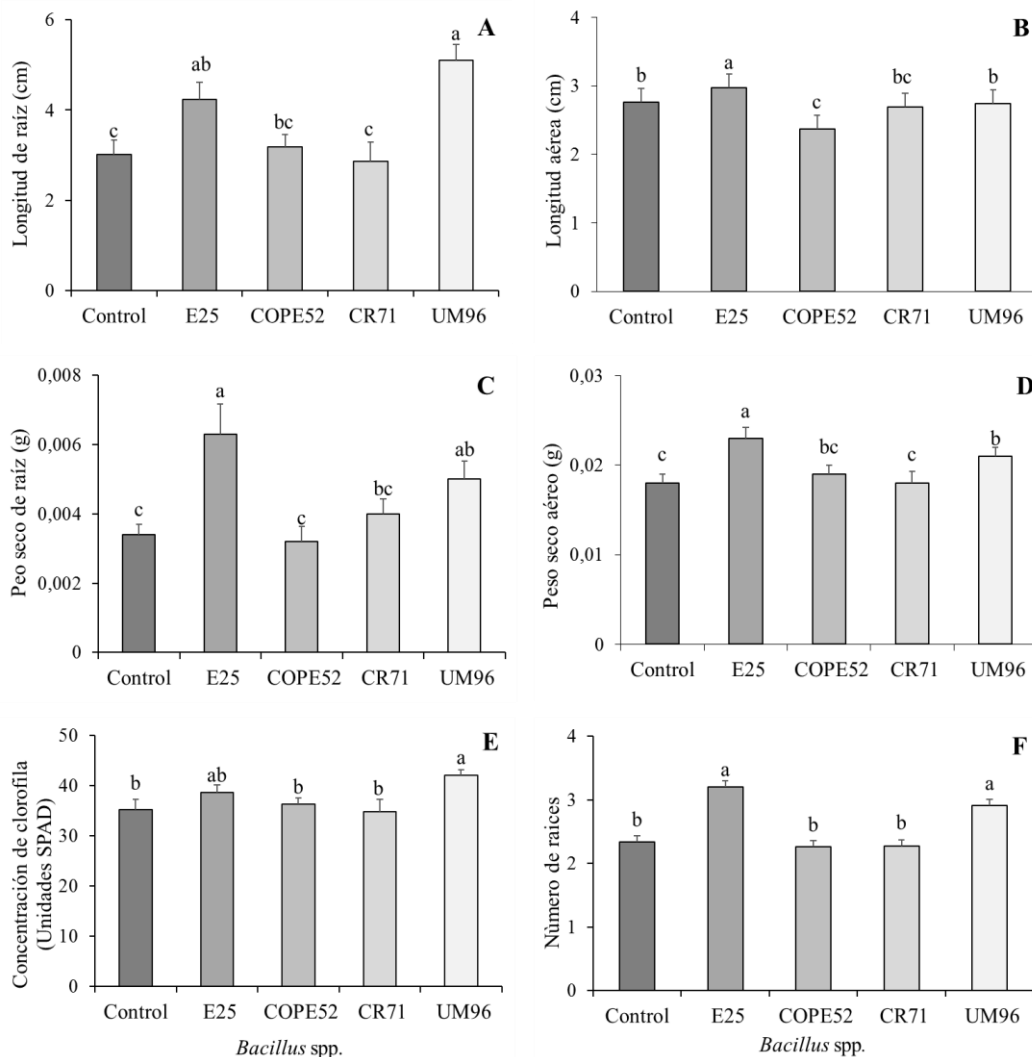 A
Longitud de raíz (cm)
6
4
2
0
c
ab
bc
c
a
Control
E25
COPE52
CR71
UM96
B
Longitud aérea (cm)
4
3
2
1
0
b
a
c
bc
b
Control
E25
COPE52
CR71
UM96
C
Peo seco de raíz (g)
0,008
0,006
0,004
0,002
0
c
a
c
bc
ab
Control
E25
COPE52
CR71
UM96
D
Peso seco aéreo (g)
0,03
0,02
0,01
0
c
a
bc
c
b
Control
E25
COPE52
CR71
UM96
E
Concentración de clorofila
(Unidades SPAD)
50
40
30
20
10
0
b
ab
b
b
a
Control
E25
COPE52
CR71
UM96
Bacillus spp.
F
Nùmero de raices
4
3
2
1
0
b
a
b
b
a
Control
E25
COPE52
CR71
UM96
Bacillus spp.